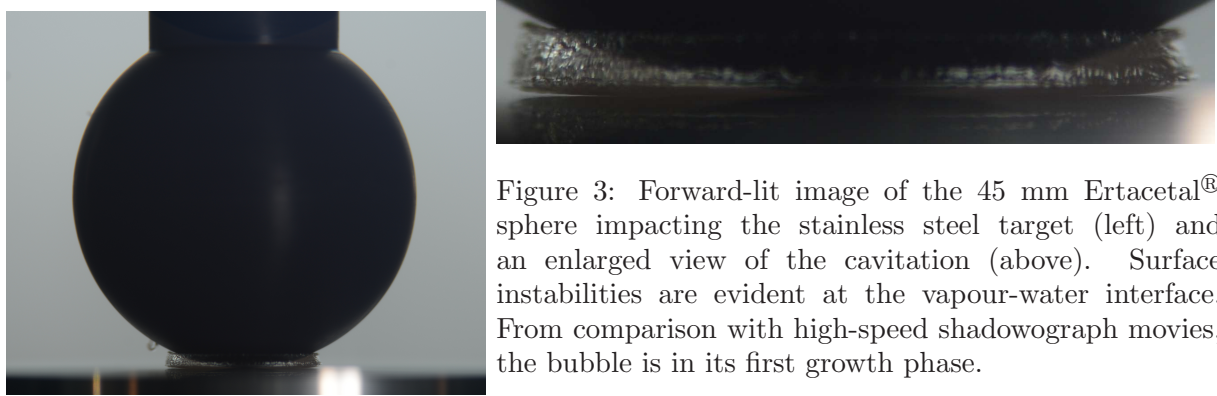 Figure 3: Forward-lit image of the 45 mm Ertacetal®
sphere impacting the stainless steel target (left) and
an enlarged view of the cavitation (above). Surface
instabilities are evident at the vapour-water interface.
From comparison with high-speed shadowograph movies,
the bubble is in its first growth phase.